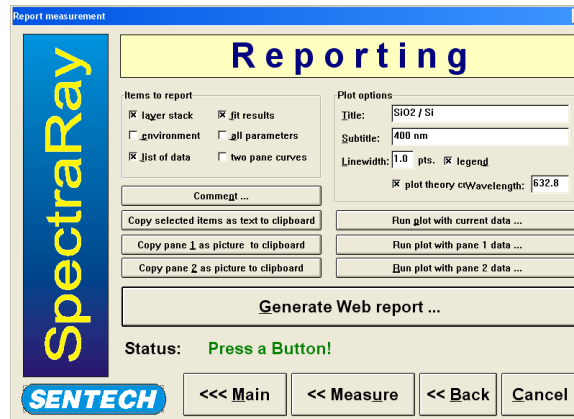 Report measurement
SpectraRay
Reporting
Items to report
layer stack
fit results
environment
all parameters
list of data
two pane curves
Plot options
Title: SiO2 / Si
Subtitle: 400 nm
Linewidth: 1.0 pts. legend
plot theory cuWavelength: 632.8
Comment ...
Copy selected items as text to clipboard
Copy pane 1 as picture to clipboard
Copy pane 2 as picture to clipboard
Run plot with current data ...
Run plot with pane 1 data ...
Run plot with pane 2 data ...
Generate Web report ...
Status: Press a Button!
SENTECH
<<< Main
<< Measure
<< Back
Cancel